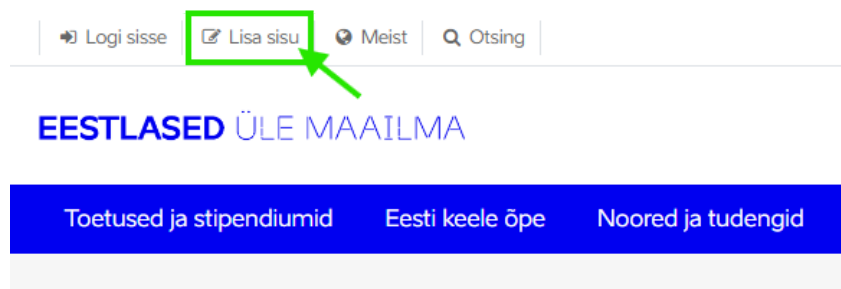 Logi sisse Lisa sisu Meist Otsing
EESTLASED ÜLE MAAILMA
Toetused ja stipendiumid Eesti keele õpe Noored ja tudengid